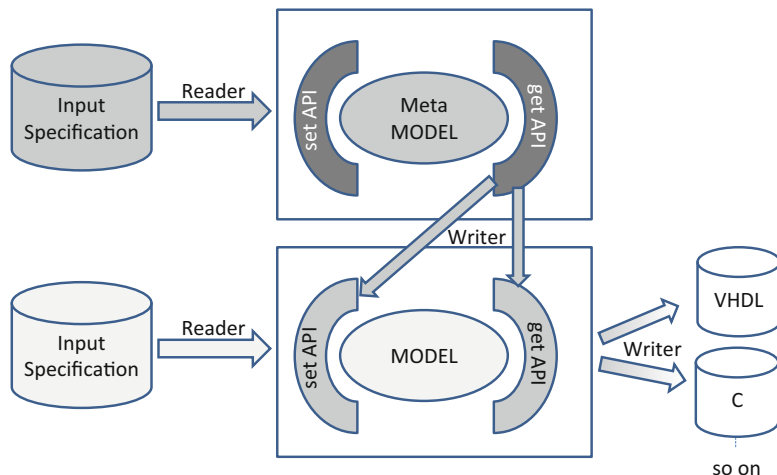 Input
Specification
Reader
set API
Meta
MODEL
get API
Writer
Input
Specification
Reader
set API
MODEL
get API
Writer
VHDL
C
so on